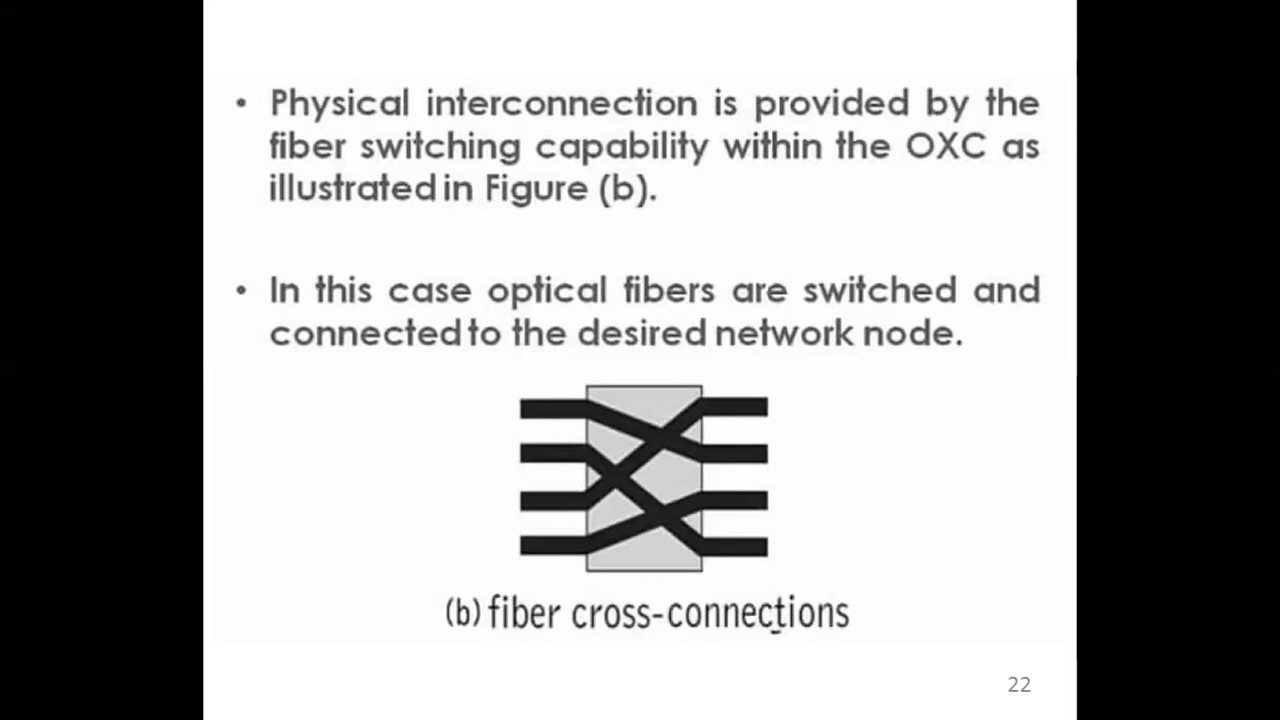 • Physical interconnection is provided by the
fiber switching capability within the OXC as
illustrated in Figure (b).
• In this case optical fibers are switched and
connected to the desired network node.
(b) fiber cross-connections
22